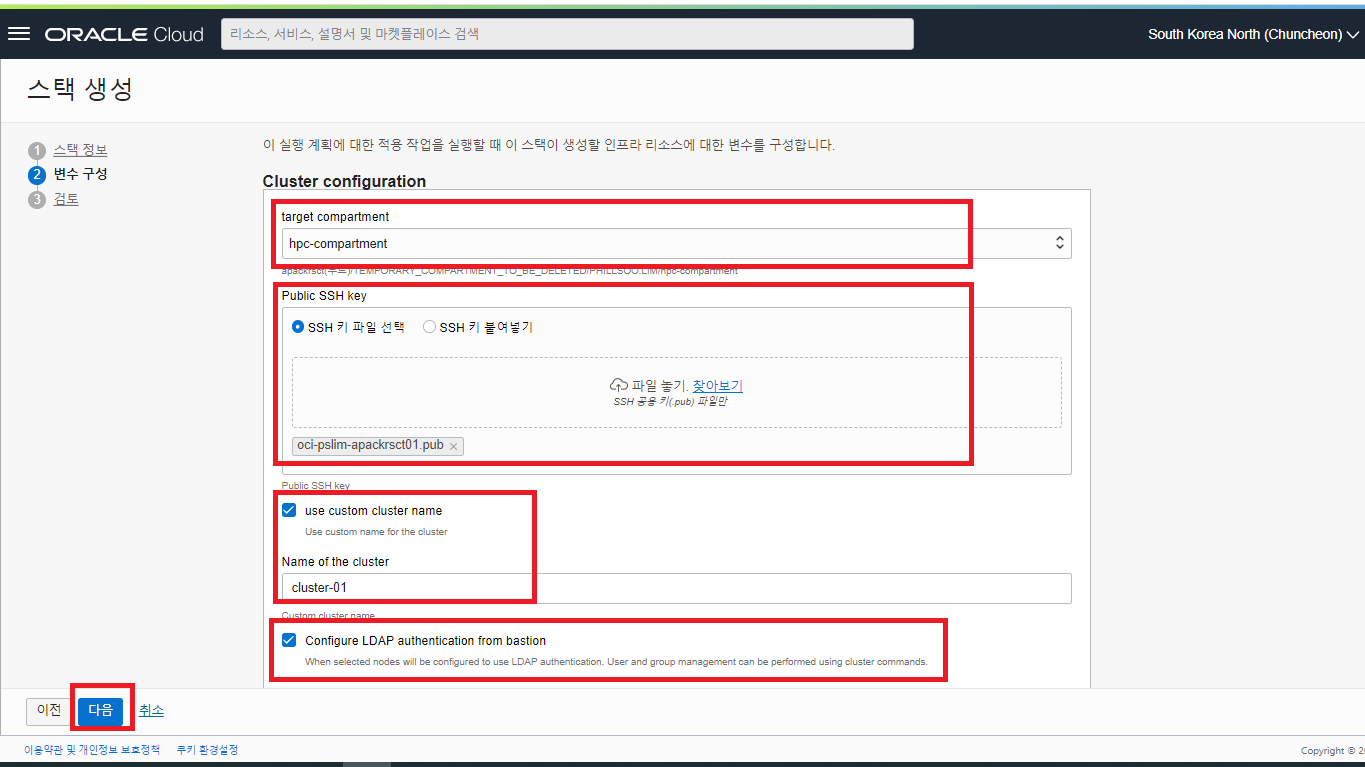 ORACLE Cloud
리소스, 서비스, 설명서 및 마켓플레이스 검색
South Korea North (Chuncheon)
스택 생성
1 스택 정보
2 변수 구성
3 검토
이 실행 계획에 대한 적용 작업을 실행할 때 이 스택이 생성할 인프라 리소스에 대한 변수를 구성합니다.
Cluster configuration
target compartment
hpc-compartment
apackrsct(루트)/TEMPORARY_COMPARTMENT_TO_BE_DELETED/PHILLSOO.LIM/hpc-compartment
Public SSH key
SSH 키 파일 선택
SSH 키 붙여넣기
파일 놓기. 찾아보기
SSH 공용 키(.pub) 파일만
oci-pslim-apackrsct01.pub ×
Public SSH key
use custom cluster name
Use custom name for the cluster
Name of the cluster
cluster-01
Custom cluster name
Configure LDAP authentication from bastion
When selected nodes will be configured to use LDAP authentication. User and group management can be performed using cluster commands.
이전
다음
취소
이용약관 및 개인정보 보호정책
쿠키 환경설정
Copyright © 2